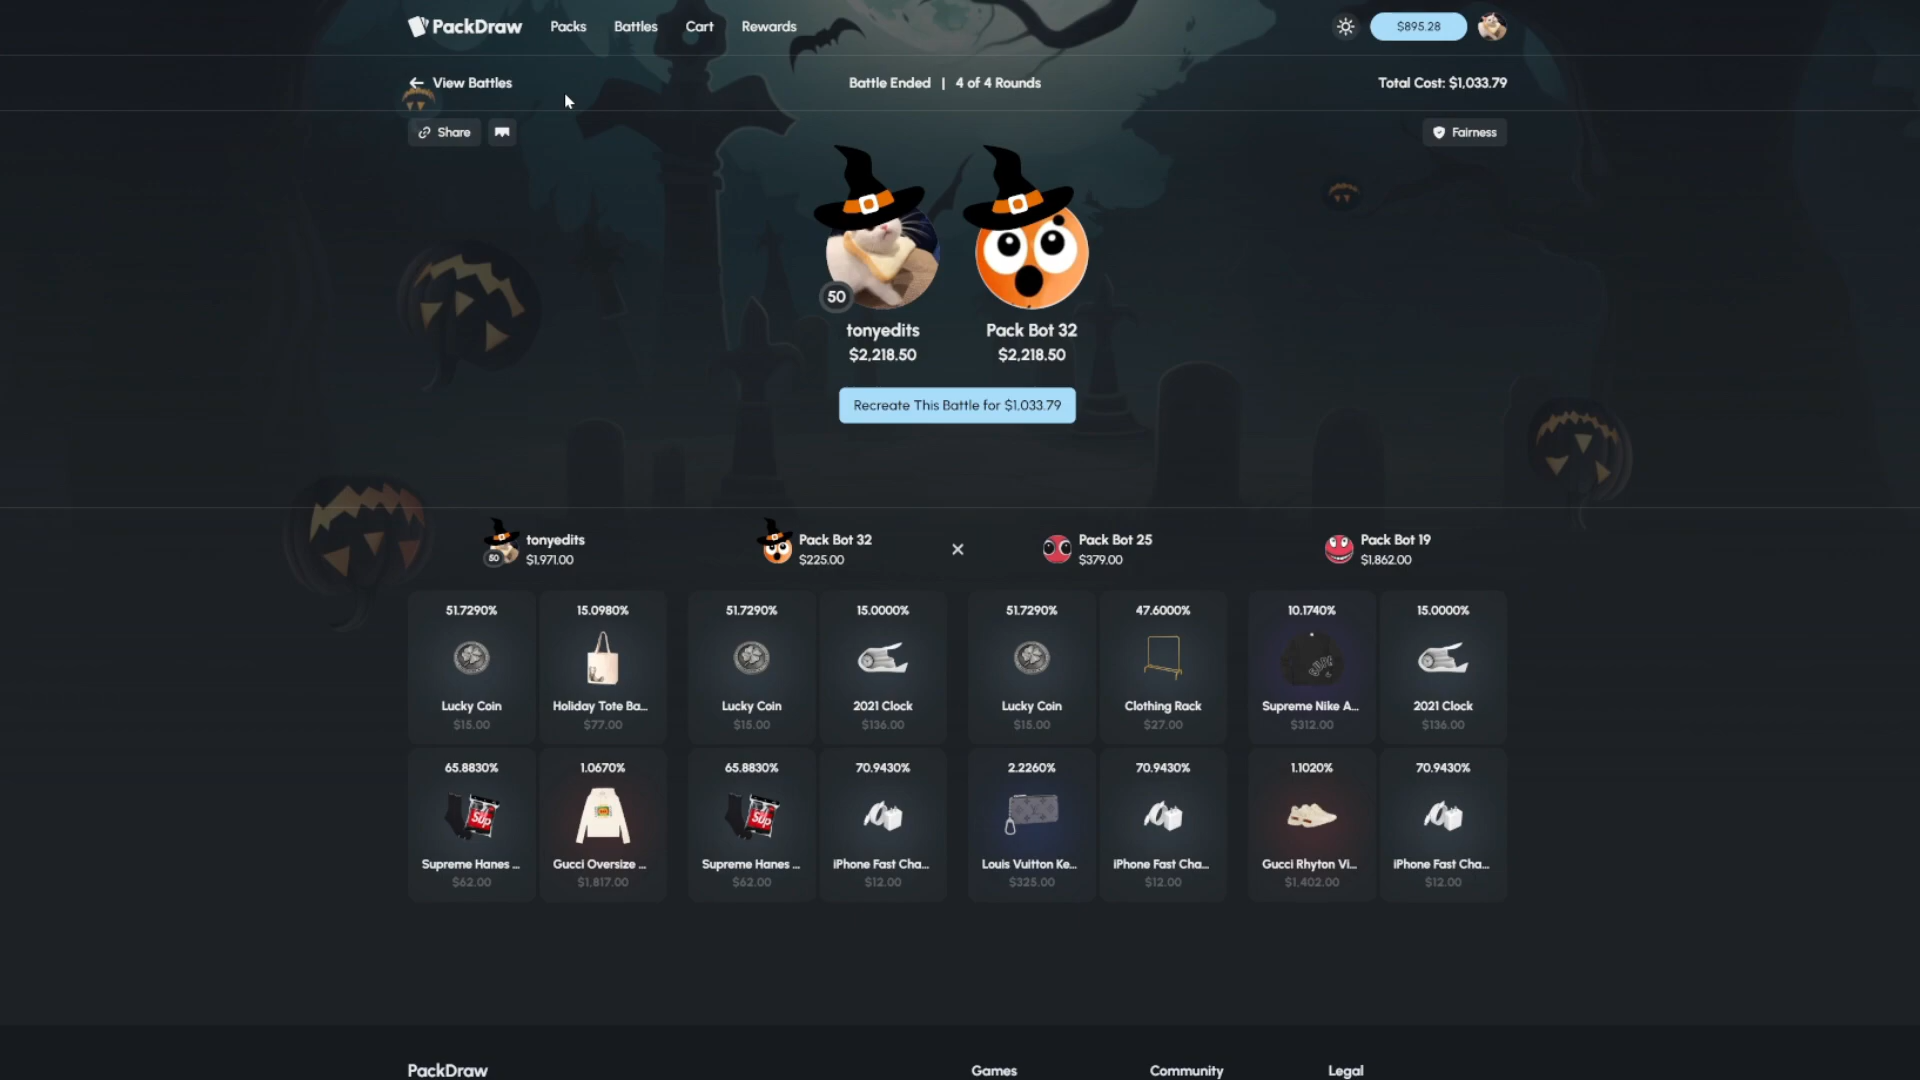 PackDraw Packs Battles Cart Rewards $895.28
View Battles Battle Ended | 4 of 4 Rounds Total Cost: $1,033.79
Share Fairness
50
tonyedits Pack Bot 32
$2,218.50 $2,218.50
Recreate This Battle for $1,033.79
tonyedits Pack Bot 32 Pack Bot 25 Pack Bot 19
50 $1,971.00 $225.00 $379.00 $1,862.00
51.7290% 15.0980% 51.7290% 15.0000% 51.7290% 47.6000% 10.1740% 15.0000%
Lucky Coin Holiday Tote Ba... Lucky Coin 2021 Clock Lucky Coin Clothing Rack Supreme Nike A... 2021 Clock
$15.00 $77.00 $15.00 $136.00 $15.00 $27.00 $312.00 $136.00
65.8830% 1.0670% 65.8830% 70.9430% 2.2260% 70.9430% 1.1020% 70.9430%
Sup Sup
Supreme Hanes ... Gucci Oversize ... Supreme Hanes ... iPhone Fast Cha... Louis Vuitton Ke... iPhone Fast Cha... Gucci Rhyton Vi... iPhone Fast Cha...
$62.00 $1,817.00 $62.00 $12.00 $325.00 $12.00 $1,402.00 $12.00
PackDraw Games Community Legal